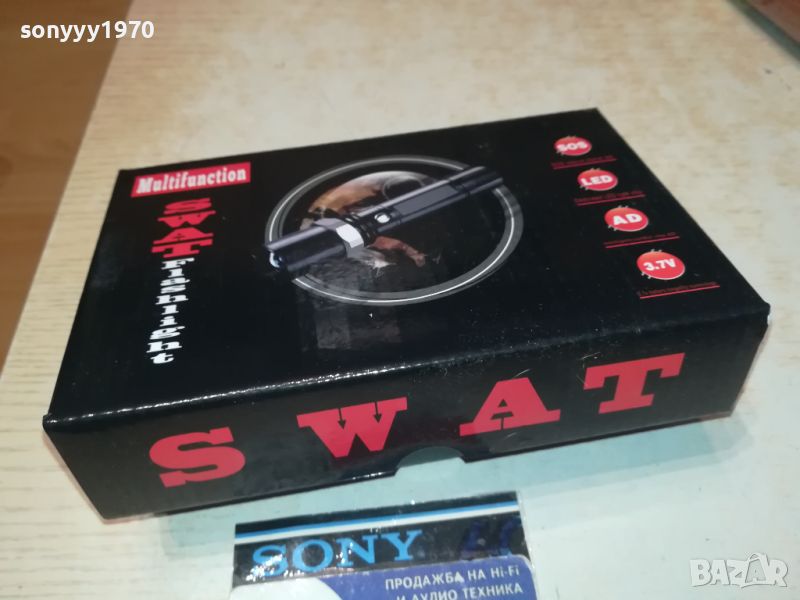 sonyyy1970
Multifunction
SWAT Flashlight
SOS
LED
AD
3.7V
SWAT
SONY
ПРОДАЖБА НА Hi-Fi
И АУДИО ТЕХНИКА
BAZAR